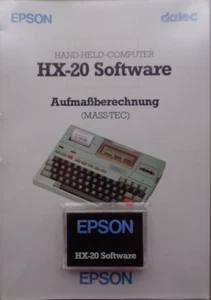 EPSON datec
HAND-HELD-COMPUTER
HX-20 Software
Aufmaßberechnung
(MASS-TEC)
EPSON
HX-20 Software
EPSON